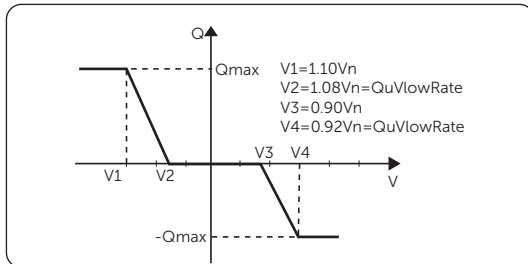 Q
Qmax
V1=1.10Vn
V2=1.08Vn=QuVlowRate
V3=0.90Vn
V4=0.92Vn=QuVlowRate
V1
V2
V3
V4
V
-Qmax